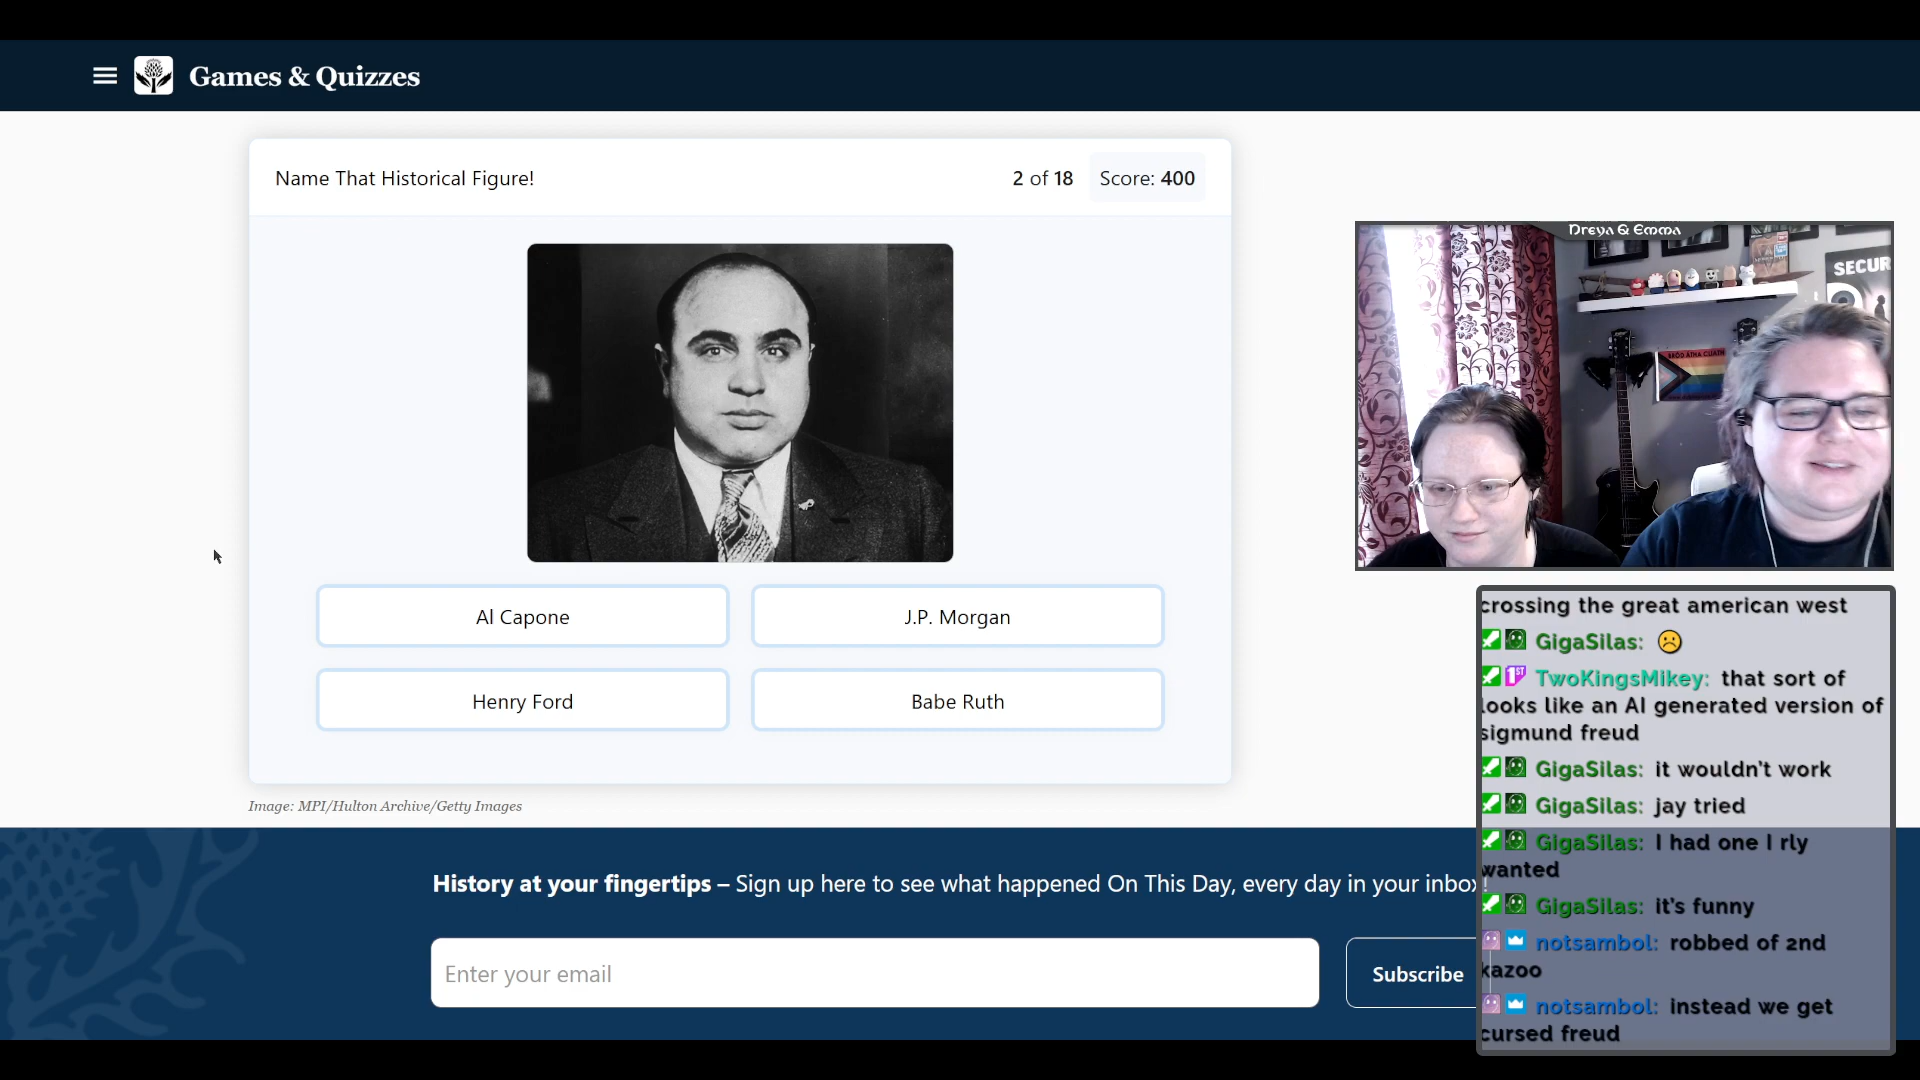 Games & Quizzes
Name That Historical Figure!
2 of 18
Score: 400
Al Capone
J.P. Morgan
Henry Ford
Babe Ruth
Image: MPI/Hulton Archive/Getty Images
History at your fingertips – Sign up here to see what happened On This Day, every day in your inbox!
Enter your email
Subscribe
Dreya & Emma
SECUR
crossing the great american west
GigaSilas: ☹️
1ST TwoKingsMikey: that sort of
looks like an AI generated version of
sigmund freud
GigaSilas: it wouldn't work
GigaSilas: jay tried
GigaSilas: I had one I rly
wanted
GigaSilas: it's funny
notsambol: robbed of 2nd
kazoo
notsambol: instead we get
cursed freud